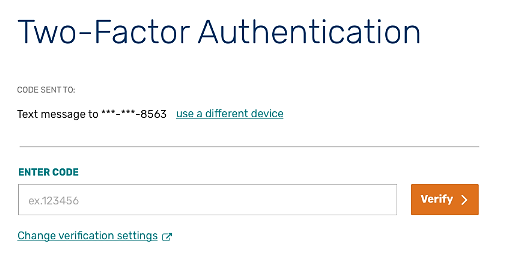 Two-Factor Authentication
CODE SENT TO:
Text message to ***-***-8563 use a different device
ENTER CODE
ex.123456
Verify
Change verification settings